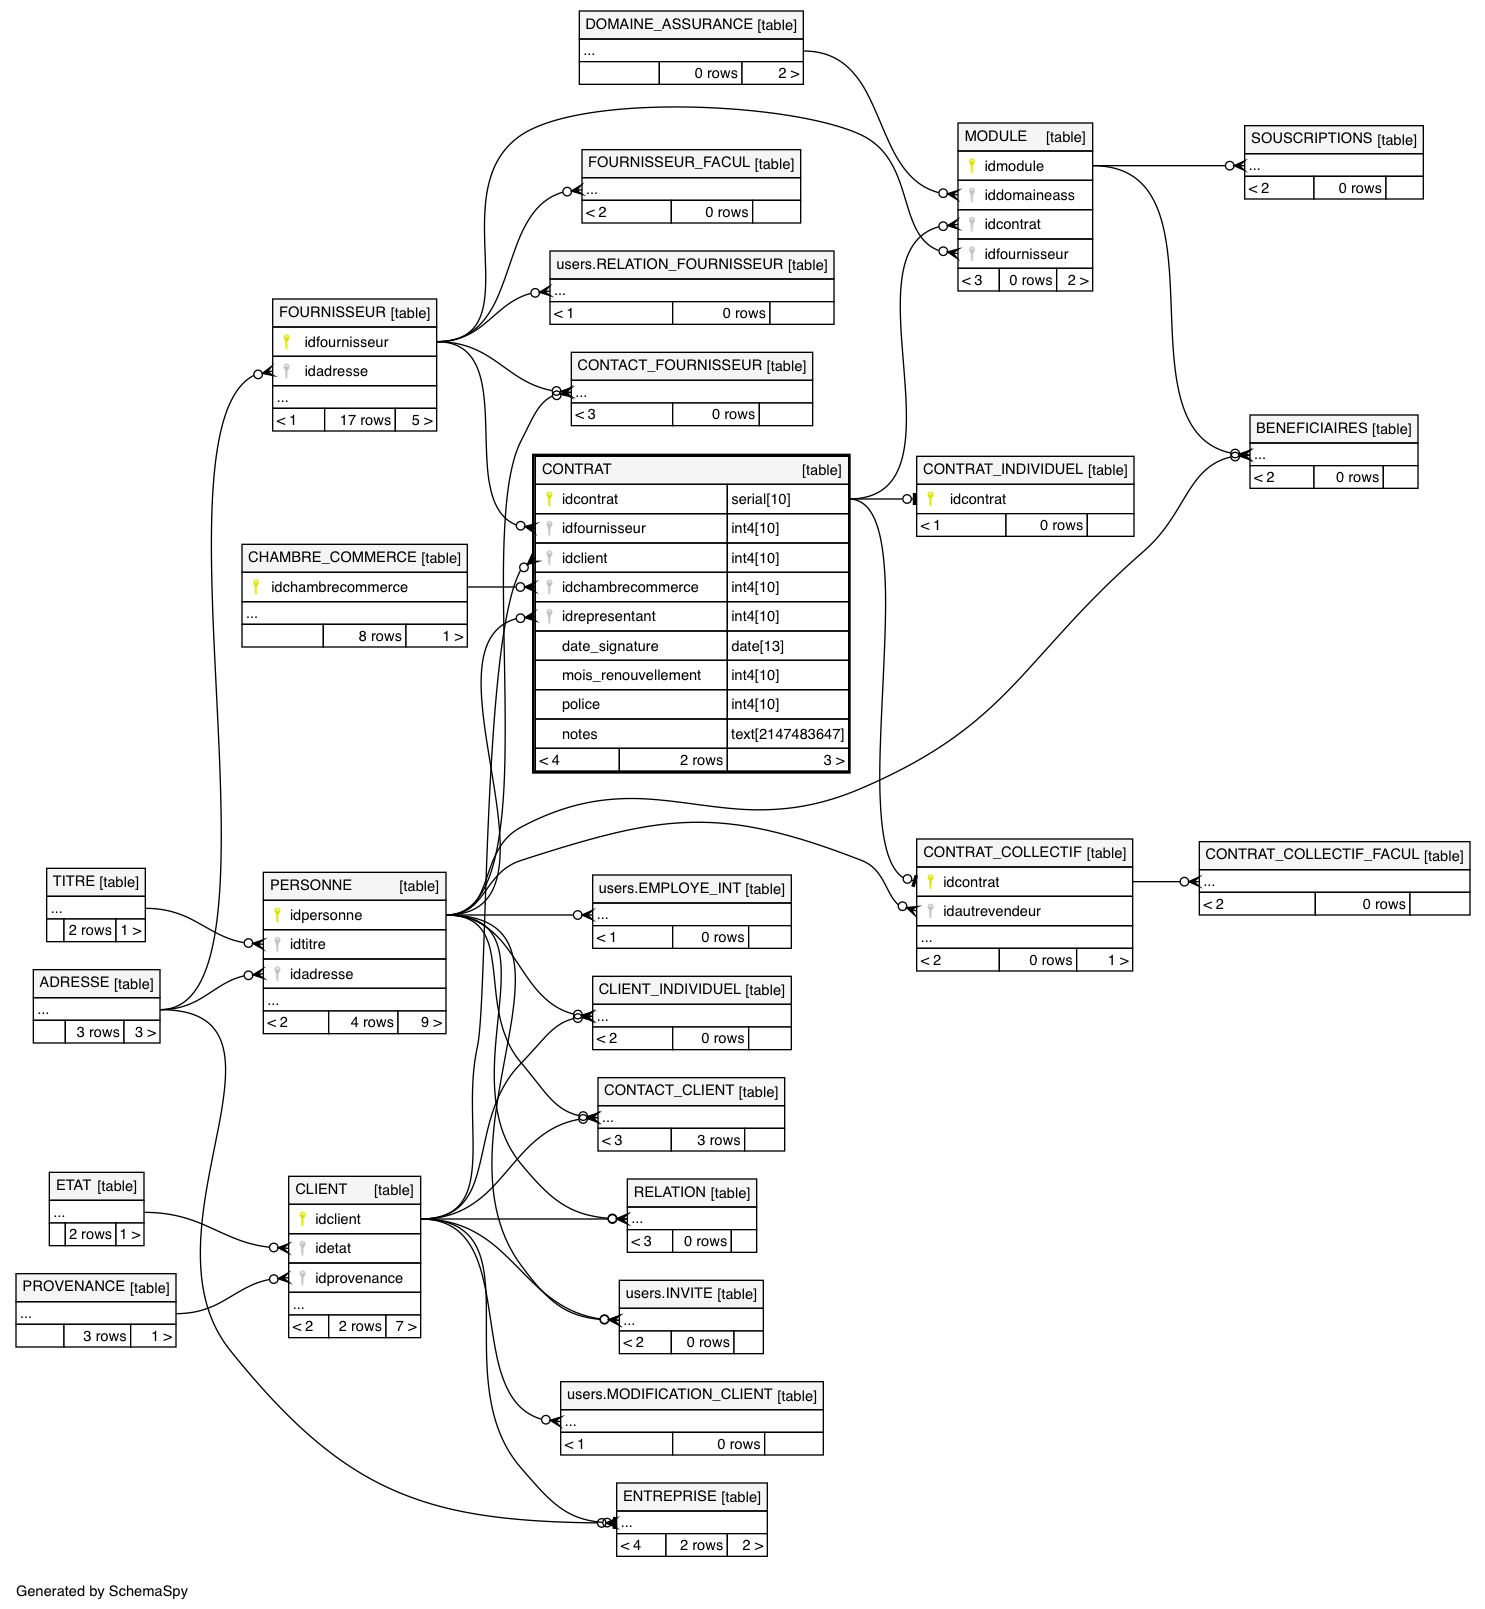 DOMAINE_ASSURANCE [table]
...
0 rows 2 >
MODULE [table]
idmodule
iddomaineass
idcontrat
idfournisseur
< 3 0 rows 2 >
SOUSCRIPTIONS [table]
...
< 2 0 rows
FOURNISSEUR_FACUL [table]
...
< 2 0 rows
users.RELATION_FOURNISSEUR [table]
...
< 1 0 rows
FOURNISSEUR [table]
idfournisseur
idadresse
...
< 1 17 rows 5 >
CONTACT_FOURNISSEUR [table]
...
< 3 0 rows
BENEFICIAIRES [table]
...
< 2 0 rows
CONTRAT [table]
idcontrat serial[10]
idfournisseur int4[10]
idclient int4[10]
idchambrecommerce int4[10]
idrepresentant int4[10]
date_signature date[13]
mois_renouvellement int4[10]
police int4[10]
notes text[2147483647]
< 4 2 rows 3 >
CONTRAT_INDIVIDUEL [table]
idcontrat
< 1 0 rows
CHAMBRE_COMMERCE [table]
idchambrecommerce
...
8 rows 1 >
CONTRAT_COLLECTIF [table]
idcontrat
idautrevendeur
...
< 2 0 rows 1 >
CONTRAT_COLLECTIF_FACUL [table]
...
< 2 0 rows
TITRE [table]
...
2 rows 1 >
PERSONNE [table]
idpersonne
idtitre
idadresse
...
< 2 4 rows 9 >
users.EMPLOYE_INT [table]
...
< 1 0 rows
ADRESSE [table]
...
3 rows 3 >
CLIENT_INDIVIDUEL [table]
...
< 2 0 rows
CONTACT_CLIENT [table]
...
< 3 3 rows
ETAT [table]
...
2 rows 1 >
CLIENT [table]
idclient
idetat
idprovenance
...
< 2 2 rows 7 >
RELATION [table]
...
< 3 0 rows
PROVENANCE [table]
...
3 rows 1 >
users.INVITE [table]
...
< 2 0 rows
users.MODIFICATION_CLIENT [table]
...
< 1 0 rows
ENTREPRISE [table]
...
< 4 2 rows 2 >
Generated by SchemaSpy